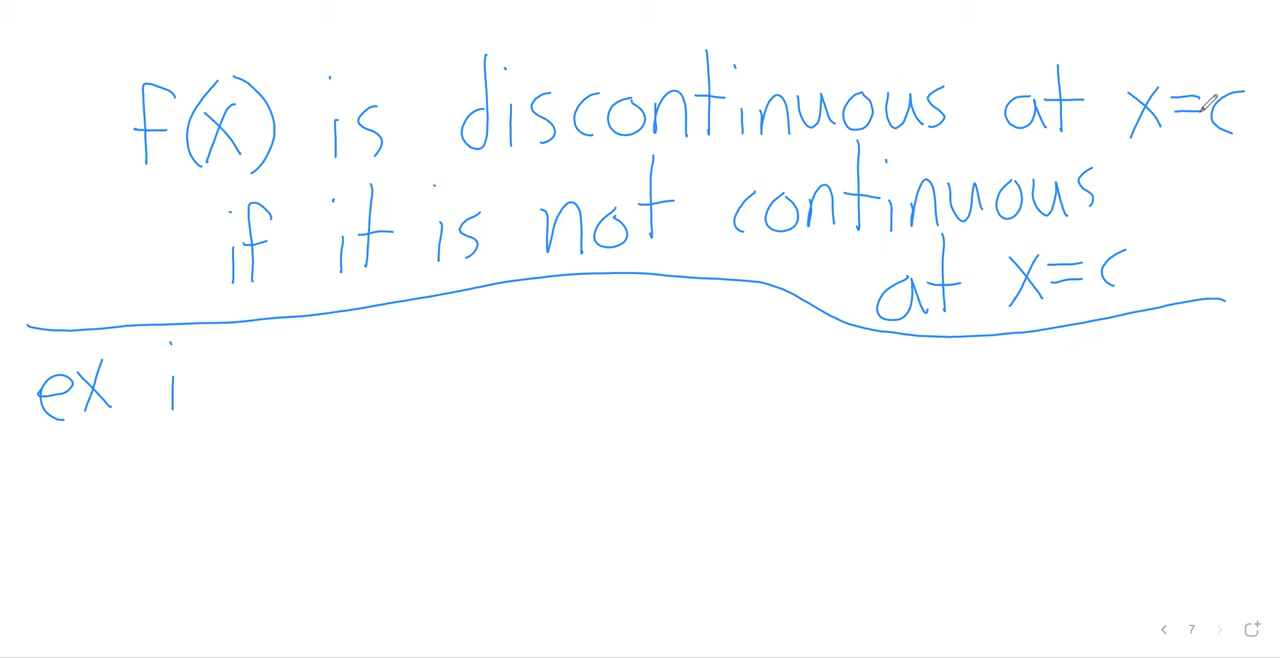 f(x) is discontinuous at x=c
if it is not continuous
at x=c
ex i
7